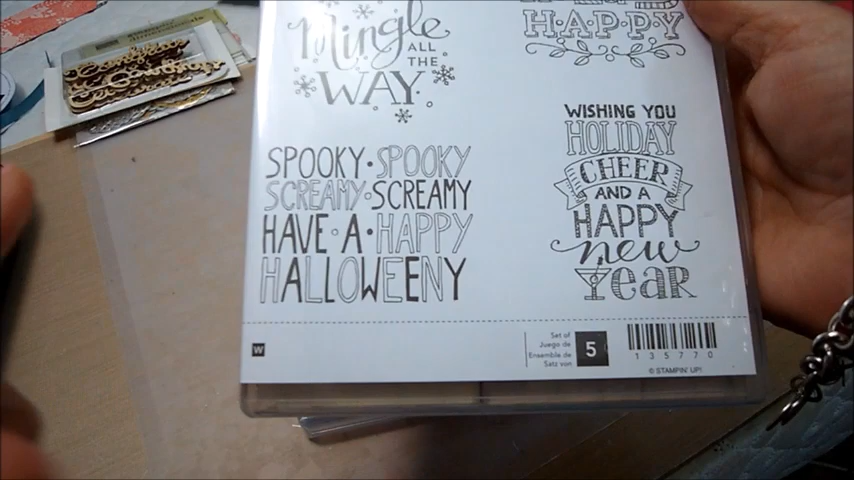 Mingle
ALL
THE
WAY
HAPPY
SPOOKY • SPOOKY
SCREAMY • SCREAMY
HAVE • A • HAPPY
HALLOWEENY
WISHING YOU
HOLIDAY
CHEER
AND A
HAPPY
new
YEAR
W
Set of
Juego de
Ensemble de
Satz von
5
135770
© STAMPIN' UP!